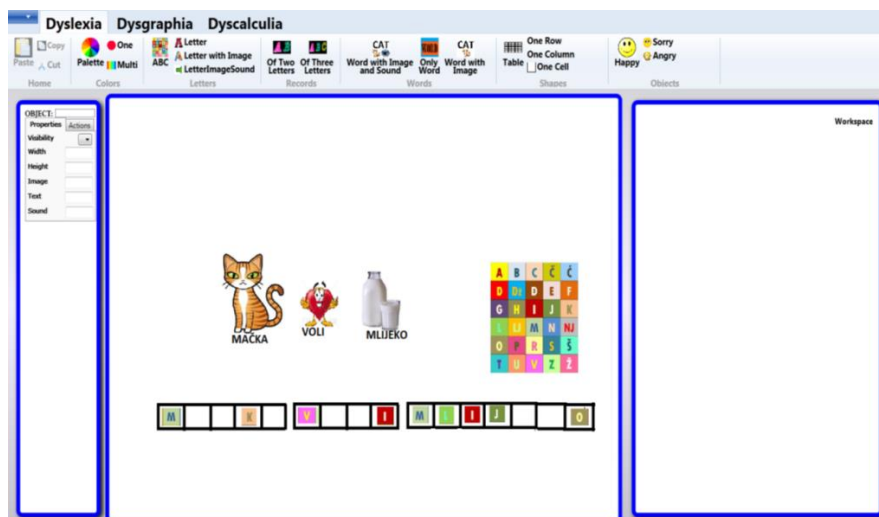 Dyslexia Dysgraphia Dyscalculia
Paste Copy Cut
Home
Palette One Multi
Colors
ABC Letter
Letter with Image
LetterImageSound
Letters
Of Two Letters Of Three Letters
Records
CAT Word with Image and Sound
Only Word
CAT Word with Image
Words
Table One Row
One Column
One Cell
Shapes
Happy Sorry
Angry
Objects
OBJECT:
Properties Actions
Visibility
Width
Height
Image
Text
Sound
Workspace
MAČKA VOLI MLIJEKO
A B C Č Ć
D Dž Đ E F
G H I J K
L LJ M N NJ
O P R S Š
T U V Z Ž
M K V I M L I J O